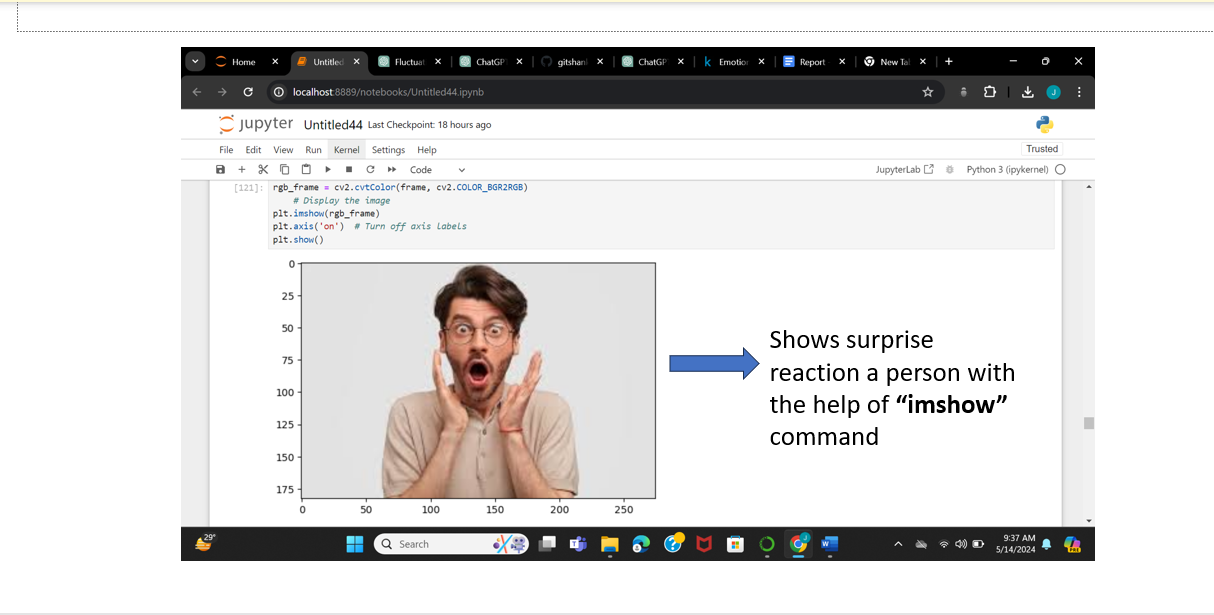 Home
Untitled
Fluctuat
ChatGP
gitshan
ChatGP
Emotion
Report
New Tal
localhost:8889/notebooks/Untitled44.ipynb
J
jupyter Untitled44 Last Checkpoint: 18 hours ago
File Edit View Run Kernel Settings Help
Trusted
Code
JupyterLab
Python 3 (ipykernel)
[121]: rgb_frame = cv2.cvtColor(frame, cv2.COLOR_BGR2RGB)
# Display the image
plt.imshow(rgb_frame)
plt.axis('on') # Turn off axis labels
plt.show()
0
25
50
75
100
125
150
175
0 50 100 150 200 250
Shows surprise
reaction a person with
the help of “imshow”
command
29°
Search
9:37 AM
5/14/2024